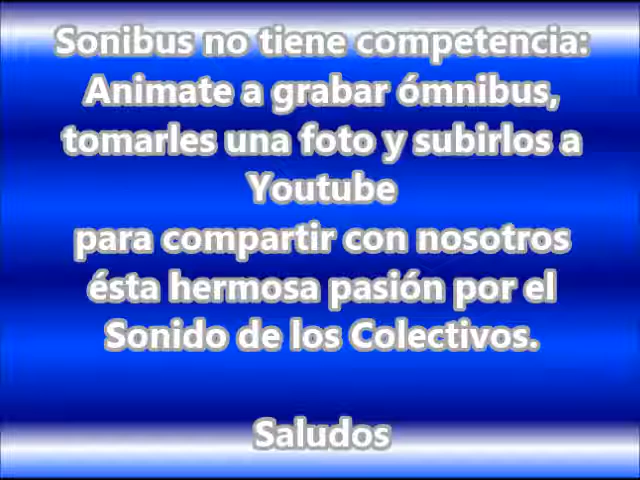 Sonibus no tiene competencia:
Animate a grabar ómnibus,
tomarles una foto y subirlos a
Youtube
para compartir con nosotros
ésta hermosa pasión por el
Sonido de los Colectivos.
Saludos